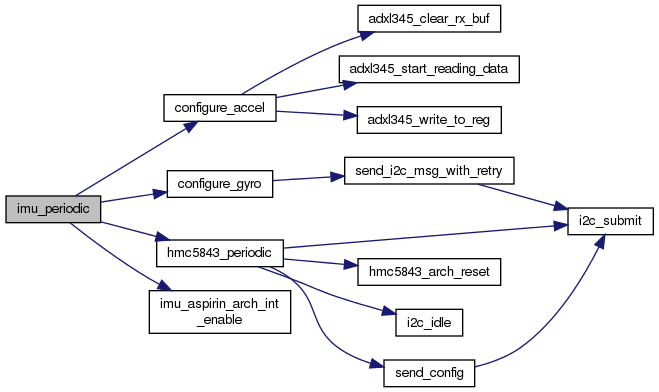 adxl345_clear_rx_buf
adxl345_start_reading_data
configure_accel
adxl345_write_to_reg
send_i2c_msg_with_retry
configure_gyro
imu_periodic
i2c_submit
hmc5843_periodic
hmc5843_arch_reset
imu_aspirin_arch_int
_enable
i2c_idle
send_config